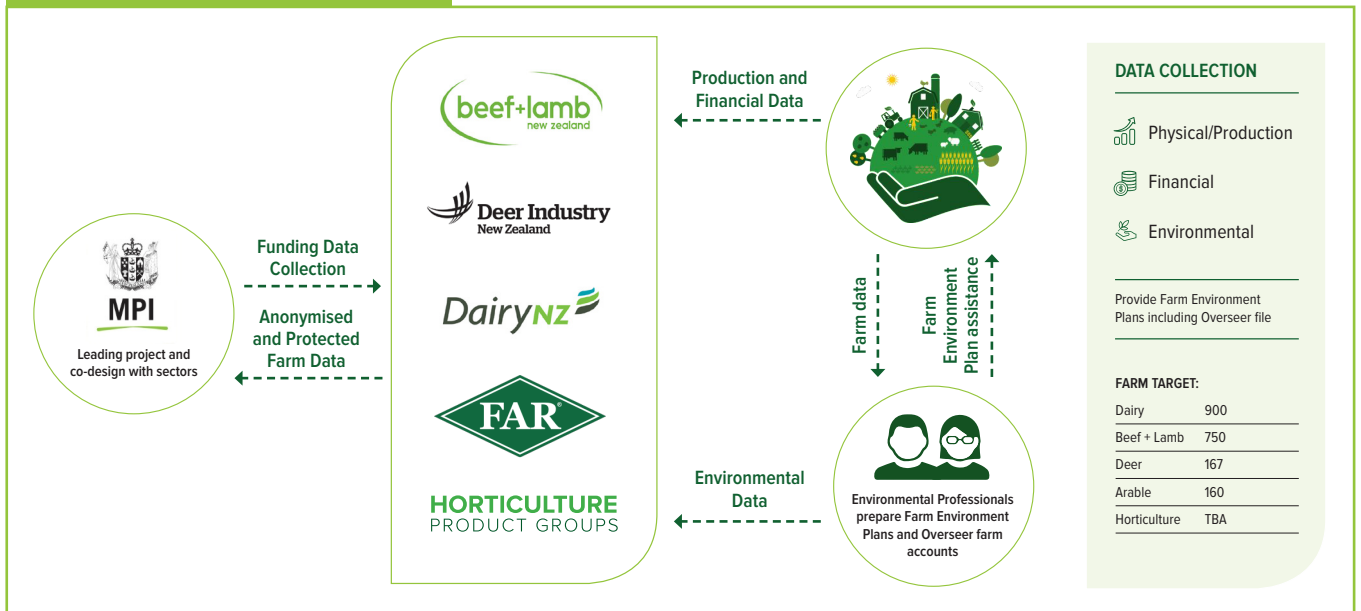 MPI
Leading project and
co-design with sectors
Funding Data
Collection
Anonymised
and Protected
Farm Data
beef+lamb
new zealand
Deer Industry
New Zealand
DairyNZ
FAR®
HORTICULTURE
PRODUCT GROUPS
Production and
Financial Data
Farm data
Farm
Environment
Plan assistance
Environmental
Data
Environmental Professionals
prepare Farm Environment
Plans and Overseer farm
accounts
DATA COLLECTION
Physical/Production
Financial
Environmental
Provide Farm Environment
Plans including Overseer file
FARM TARGET:
Dairy 900
Beef + Lamb 750
Deer 167
Arable 160
Horticulture TBA